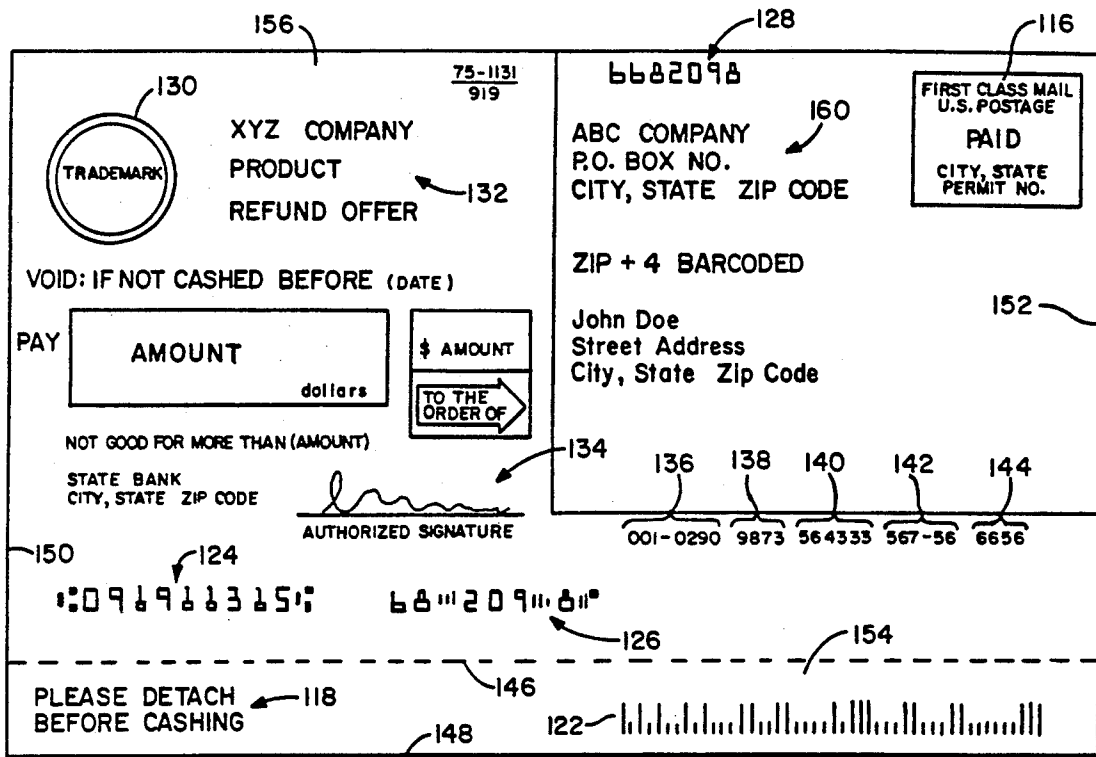 156
128
116
130
75-1131
919
6682098
FIRST CLASS MAIL
U.S. POSTAGE
PAID
CITY, STATE
PERMIT NO.
TRADEMARK
XYZ COMPANY
PRODUCT
REFUND OFFER
132
ABC COMPANY
P.O. BOX NO.
CITY, STATE ZIP CODE
160
VOID: IF NOT CASHED BEFORE (DATE)
ZIP + 4 BARCODED
152
PAY
AMOUNT
dollars
$ AMOUNT
TO THE
ORDER OF
John Doe
Street Address
City, State Zip Code
NOT GOOD FOR MORE THAN (AMOUNT)
STATE BANK
CITY, STATE ZIP CODE
134
AUTHORIZED SIGNATURE
136 138 140 142 144
001-0290 9873 564333 567-56 6656
150
124
⑆091911315⑆ 68⑈209⑈8⑈
126
154
146
PLEASE DETACH
BEFORE CASHING
118
122
148